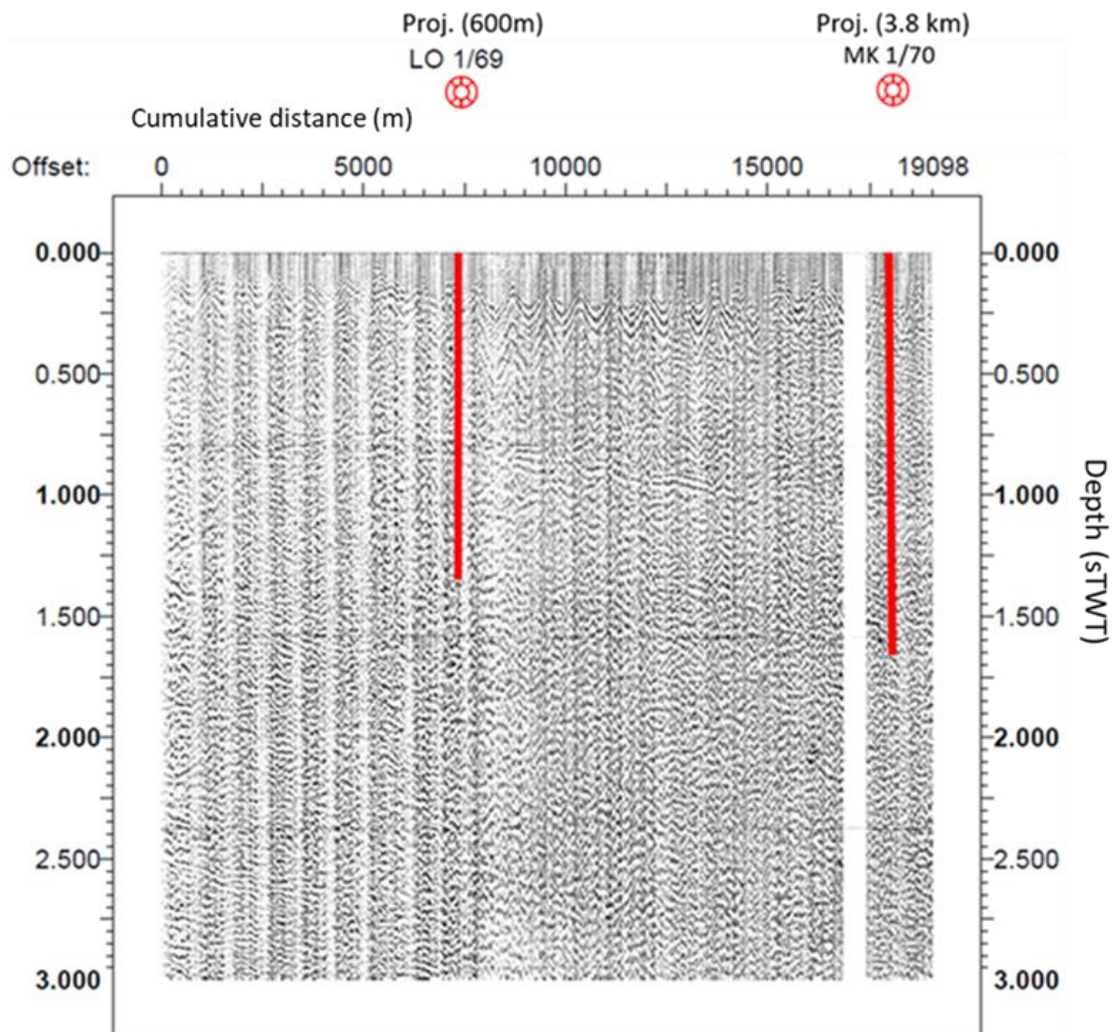 Proj. (600m) Proj. (3.8 km)
LO 1/69 MK 1/70
Cumulative distance (m)
Offset: 0 5000 10000 15000 19098
0.000 0.000
0.500 0.500
1.000 1.000
1.500 1.500
2.000 2.000
2.500 2.500
3.000 3.000
Depth (sTWT)